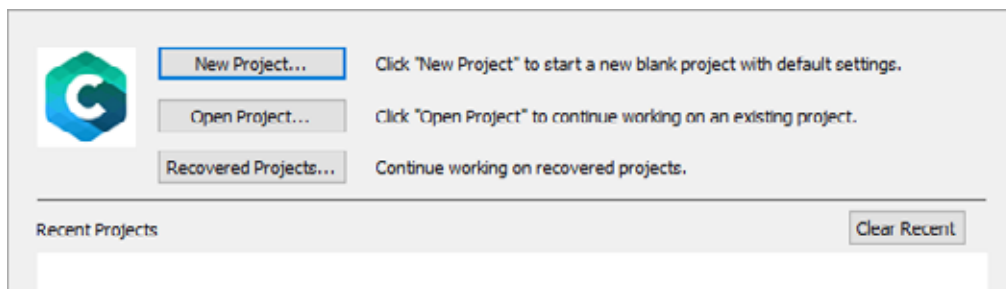 New Project... Click "New Project" to start a new blank project with default settings.
Open Project... Click "Open Project" to continue working on an existing project.
Recovered Projects... Continue working on recovered projects.
Recent Projects Clear Recent